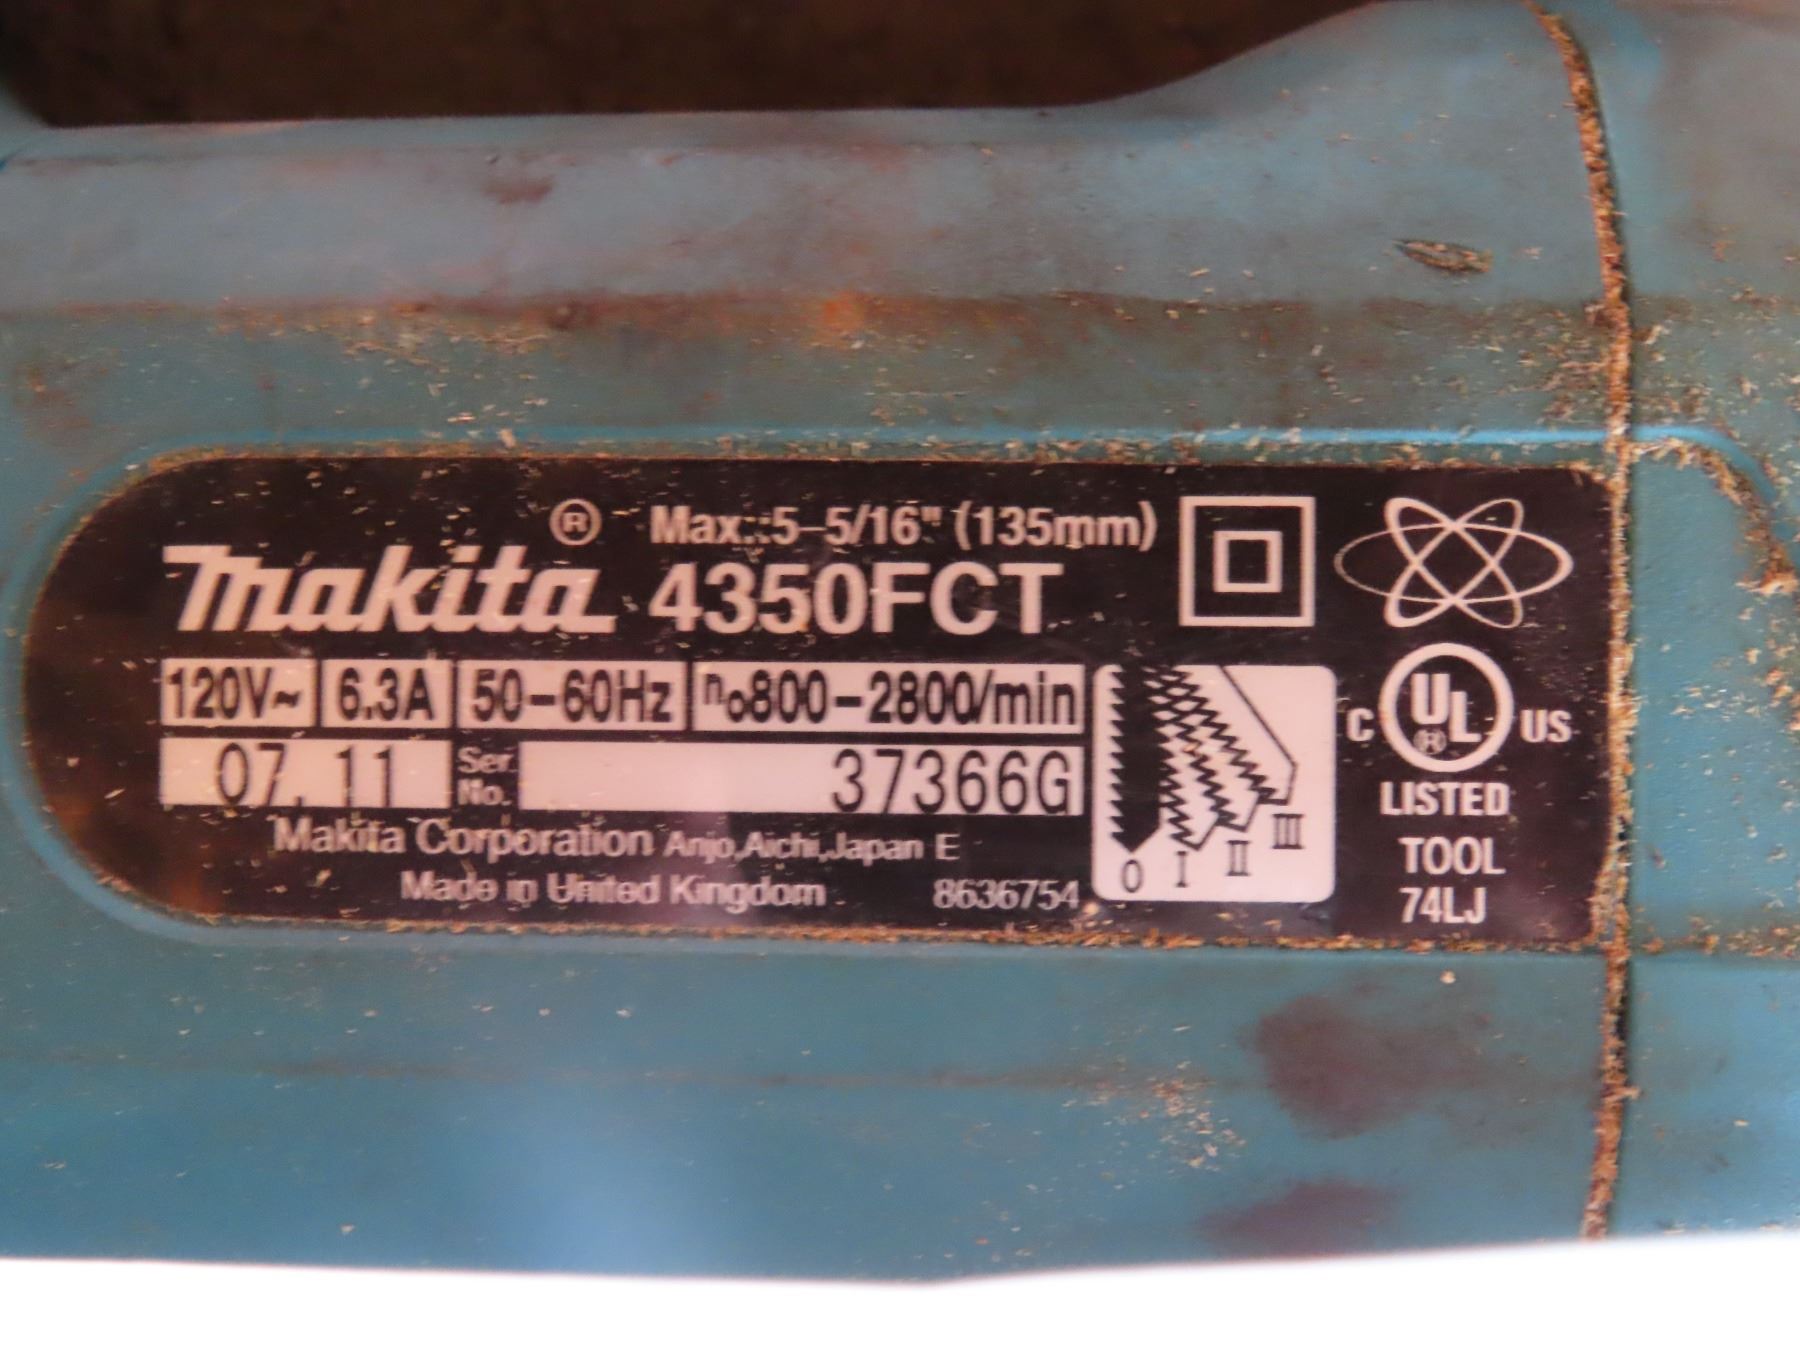 ® Max.:5-5/16" (135mm)
makita 4350FCT
120V~ 6.3A 50-60Hz n₀800-2800/min
07. 11 Ser. No. 37366G
Makita Corporation Anjo,Aichi,Japan E
Made in United Kingdom 8636754
0 I II III
C UL® US
LISTED
TOOL
74LJ